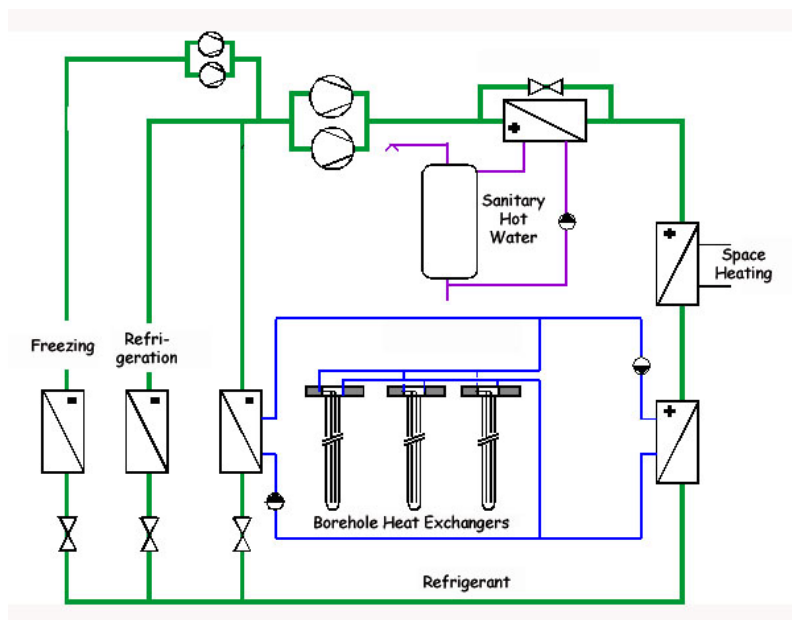 Sanitary
Hot
Water
Space
Heating
Freezing
Refri-
geration
Borehole Heat Exchangers
Refrigerant